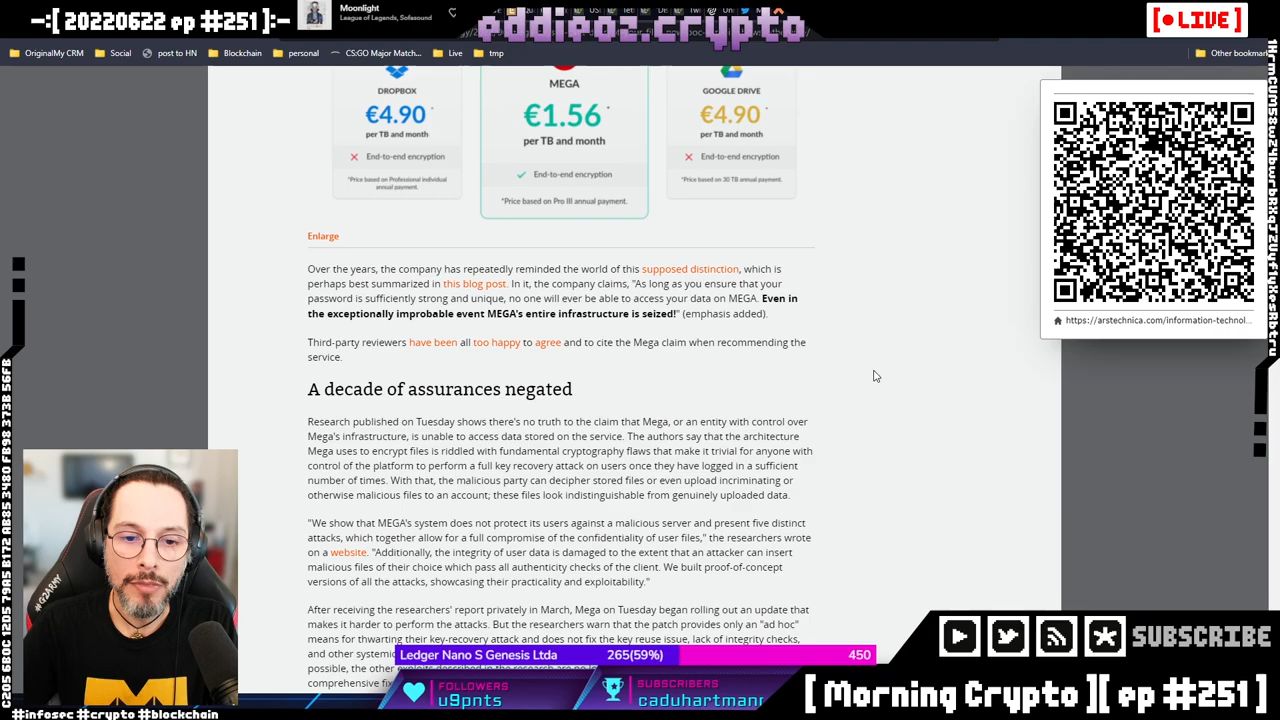 -:[ 20220622 ep #251 ]:-
Moonlight
League of Legends, Sofasound
eddieoz.crypto
[●LIVE]
OriginalMy CRM
Social
post to HN
Blockchain
personal
CS:GO Major Match...
Live
tmp
Other bookmar
DROPBOX
€4.90 *
per TB and month
End-to-end encryption
*Price based on Professional individual
annual payment.
MEGA
€1.56 *
per TB and month
End-to-end encryption
*Price based on Pro III annual payment.
GOOGLE DRIVE
€4.90 *
per TB and month
End-to-end encryption
*Price based on 30 TB annual payment.
https://arstechnica.com/information-technol...
Enlarge
Over the years, the company has repeatedly reminded the world of this supposed distinction, which is
perhaps best summarized in this blog post. In it, the company claims, "As long as you ensure that your
password is sufficiently strong and unique, no one will ever be able to access your data on MEGA. Even in
the exceptionally improbable event MEGA's entire infrastructure is seized!" (emphasis added).
Third-party reviewers have been all too happy to agree and to cite the Mega claim when recommending the
service.
A decade of assurances negated
Research published on Tuesday shows there's no truth to the claim that Mega, or an entity with control over
Mega's infrastructure, is unable to access data stored on the service. The authors say that the architecture
Mega uses to encrypt files is riddled with fundamental cryptography flaws that make it trivial for anyone with
control of the platform to perform a full key recovery attack on users once they have logged in a sufficient
number of times. With that, the malicious party can decipher stored files or even upload incriminating or
otherwise malicious files to an account; these files look indistinguishable from genuinely uploaded data.
"We show that MEGA's system does not protect its users against a malicious server and present five distinct
attacks, which together allow for a full compromise of the confidentiality of user files," the researchers wrote
on a website. "Additionally, the integrity of user data is damaged to the extent that an attacker can insert
malicious files of their choice which pass all authenticity checks of the client. We built proof-of-concept
versions of all the attacks, showcasing their practicality and exploitability."
After receiving the researchers' report privately in March, Mega on Tuesday began rolling out an update that
makes it harder to perform the attacks. But the researchers warn that the patch provides only an "ad hoc"
means for thwarting their key-recovery attack and does not fix the key reuse issue, lack of integrity checks,
and other systemic
possible, the other exploits described in the research are no
comprehensive fix
Ledger Nano S Genesis Ltda 265(59%) 450
FOLLOWERS
u9pnts
SUBSCRIBERS
caduhartmann
SUBSCRIBE
[ Morning Crypto ][ ep #251 ]
#infosec #crypto #blockchain